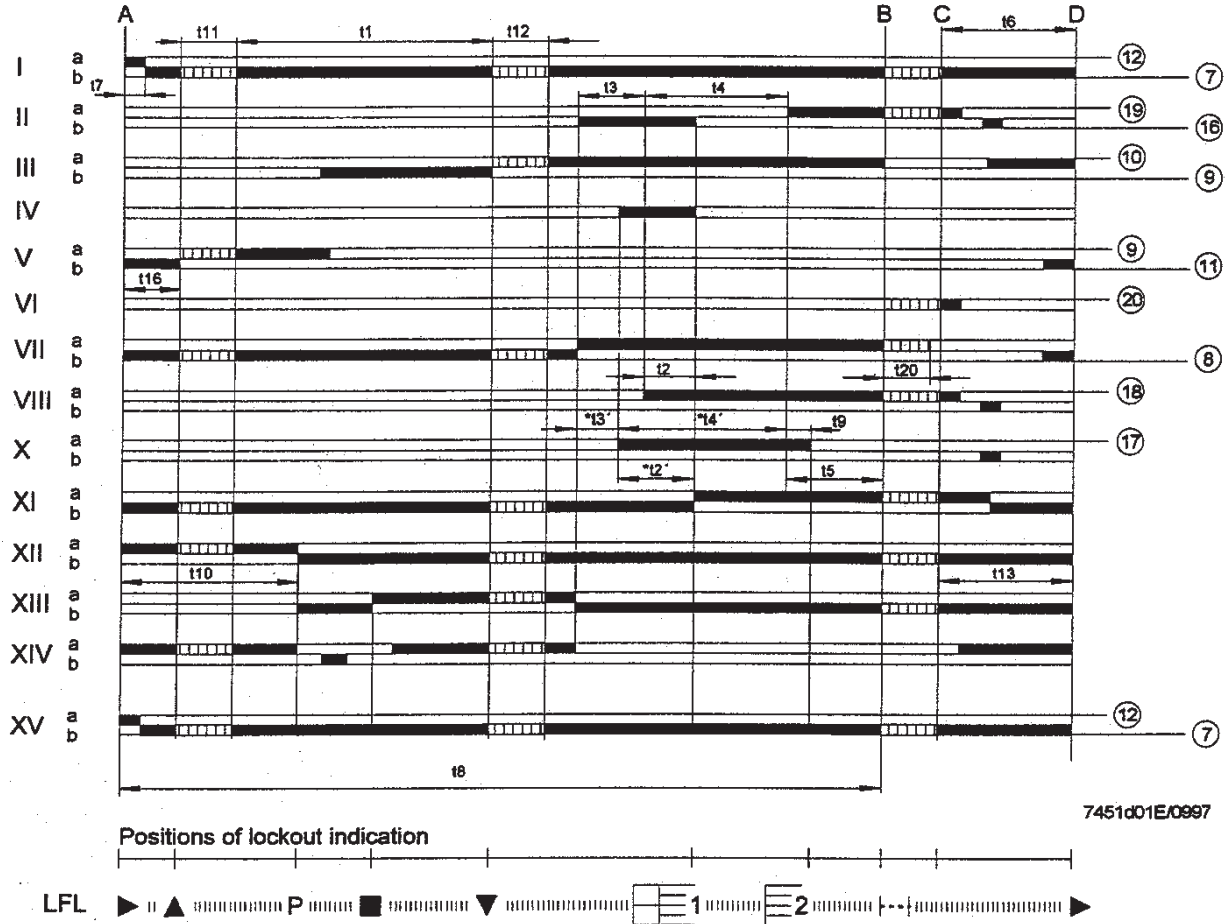 A B C D
t11 t1 t12 t6
I a b 12 7
t7 t3 t4
II a b 19 16
III a b 10 9
IV
V a b 9 11
t16
VI 20
VII a b 8
t2 t20
VIII a b 18
"t3´ "t4´ t9
X a b 17
"t2´ t5
XI a b
XII a b
t10 t13
XIII a b
XIV a b
XV a b 12 7
t8
7451d01E/0997
Positions of lockout indication
LFL P 1 2